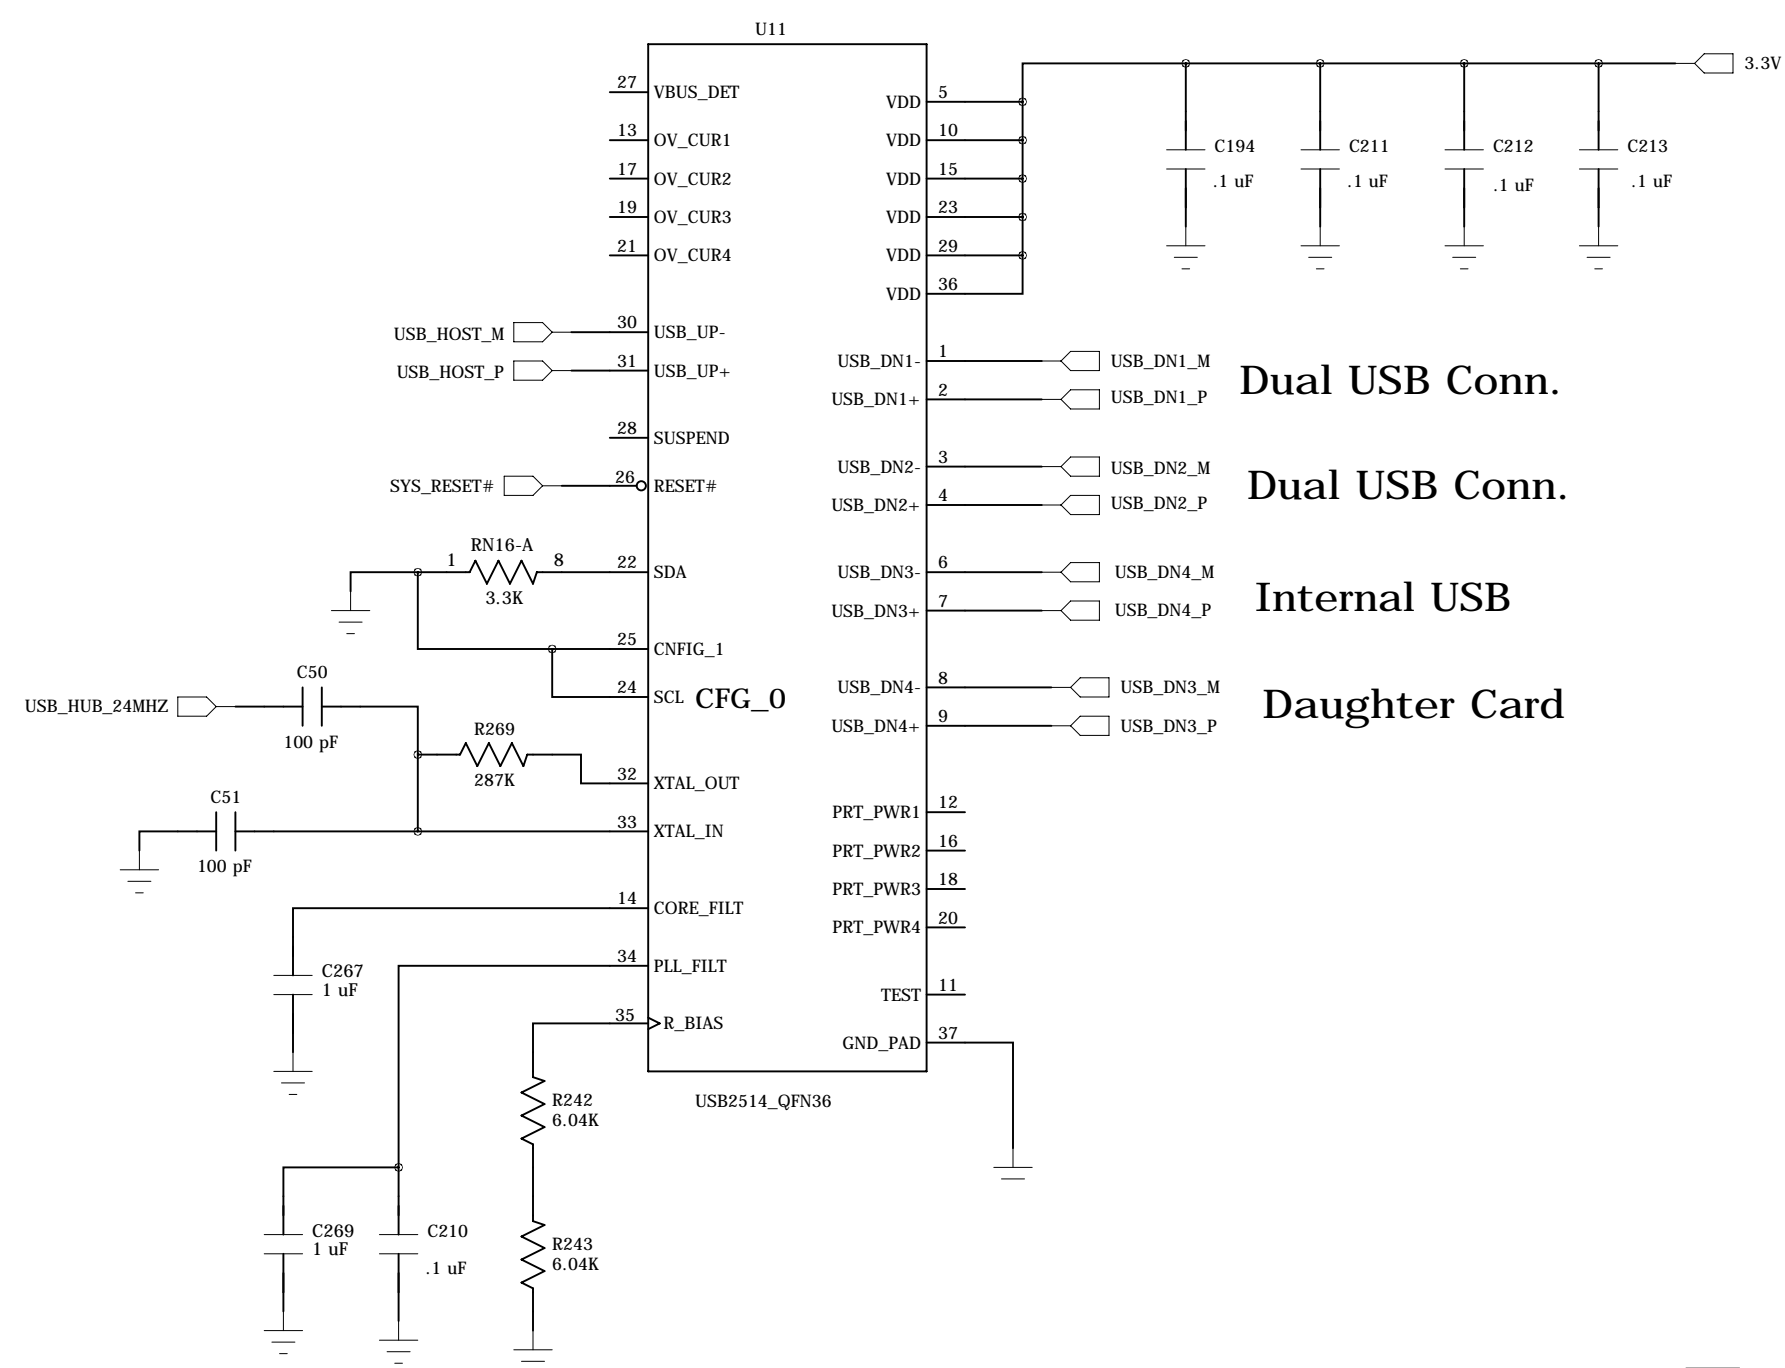 U11
27 VBUS_DET
13 OV_CUR1
17 OV_CUR2
19 OV_CUR3
21 OV_CUR4
USB_HOST_M 30 USB_UP-
USB_HOST_P 31 USB_UP+
28 SUSPEND
SYS_RESET# 26 RESET#
RN16-A
1 8 22 SDA
3.3K
25 CNFIG_1
24 SCL CFG_0
C50
USB_HUB_24MHZ
100 pF
R269
287K
32 XTAL_OUT
C51
33 XTAL_IN
100 pF
14 CORE_FILT
34 PLL_FILT
C267
1 uF
35 R_BIAS
R242
6.04K
C269
1 uF
C210
.1 uF
R243
6.04K
VDD 5
VDD 10
VDD 15
VDD 23
VDD 29
VDD 36
3.3V
C194
.1 uF
C211
.1 uF
C212
.1 uF
C213
.1 uF
USB_DN1- 1 USB_DN1_M
USB_DN1+ 2 USB_DN1_P
Dual USB Conn.
USB_DN2- 3 USB_DN2_M
USB_DN2+ 4 USB_DN2_P
Dual USB Conn.
USB_DN3- 6 USB_DN4_M
USB_DN3+ 7 USB_DN4_P
Internal USB
USB_DN4- 8 USB_DN3_M
USB_DN4+ 9 USB_DN3_P
Daughter Card
PRT_PWR1 12
PRT_PWR2 16
PRT_PWR3 18
PRT_PWR4 20
TEST 11
GND_PAD 37
USB2514_QFN36